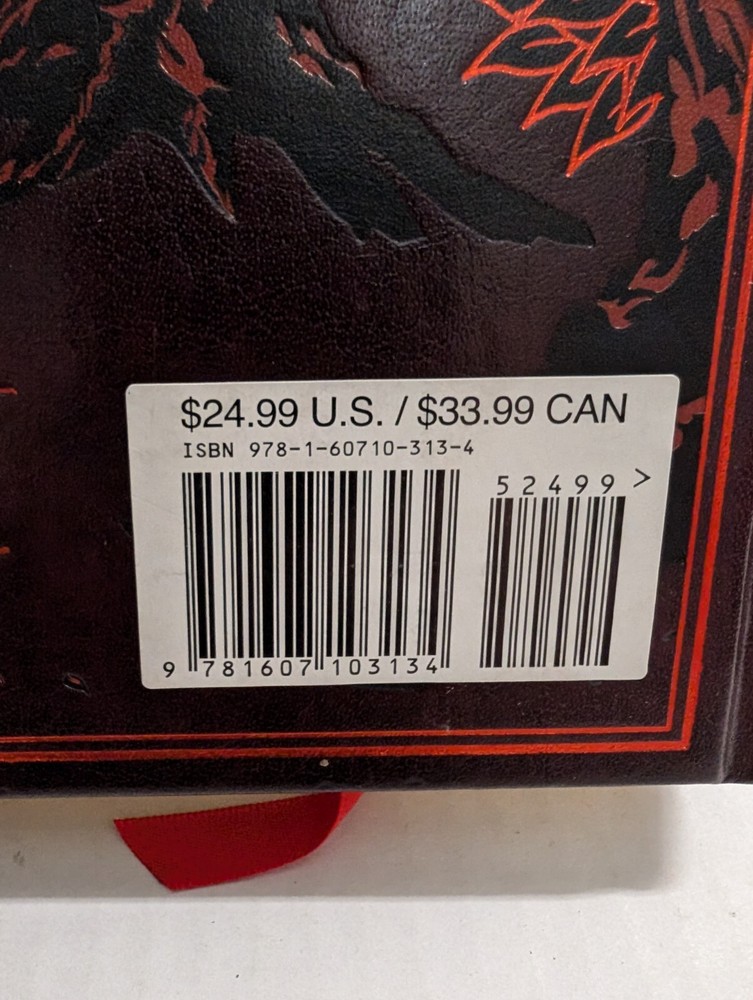 $24.99 U.S. / $33.99 CAN
ISBN 978-1-60710-313-4
52499 >
9 781607 103134